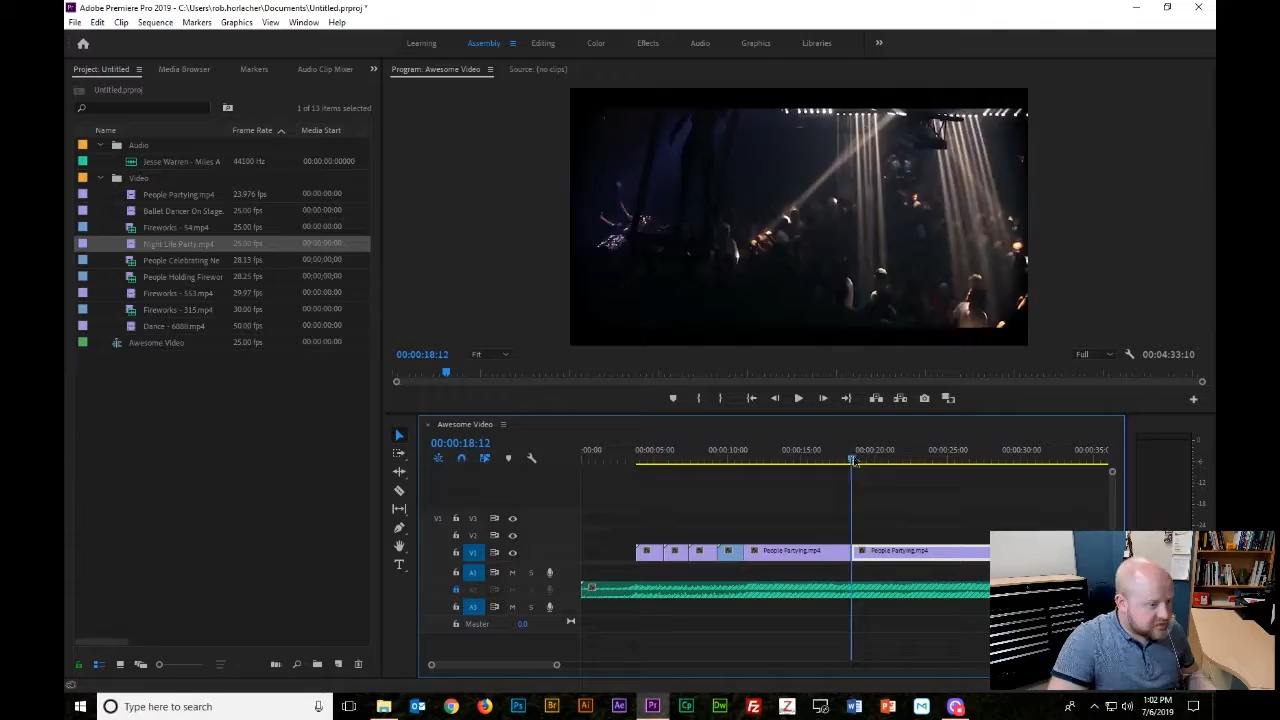 Adobe Premiere Pro 2019 - C:\Users\rob.horlacher\Documents\Untitled.prproj *
File Edit Clip Sequence Markers Graphics View Window Help
Learning Assembly Editing Color Effects Audio Graphics Libraries
Project: Untitled Media Browser Markers Audio Clip Mixer Program: Awesome Video Source: (no clips)
Untitled.prproj
1 of 13 items selected
Name Frame Rate Media Start
Audio
Jesse Warren - Miles A 44100 Hz 00:00:00:00000
Video
People Partying.mp4 23.976 fps 00:00:00:00
Ballet Dancer On Stage. 25.00 fps 00:00:00:00
Fireworks - 54.mp4 25.00 fps 00:00:00:00
Night Life Party.mp4 25.00 fps 00:00:00:00
People Celebrating Ne 28.13 fps 00;00;00;00
People Holding Firewor 28.25 fps 00;00;00;00
Fireworks - 553.mp4 29.97 fps 00;00;00;00
Fireworks - 315.mp4 30.00 fps 00:00:00:00
Dance - 6888.mp4 50.00 fps 00:00:00:00
Awesome Video 25.00 fps 00:00:00:00
00:00:18:12 Fit Full 00:04:33:10
Awesome Video
00:00:18:12
:00:00 00:00:05:00 00:00:10:00 00:00:15:00 00:00:20:00 00:00:25:00 00:00:30:00 00:00:35:0
V1 V3
V2
V1 People Partying.mp4 People Partying.mp4
A1 M S
A3 M S
Master 0.0
0
-6
-12
-18
-24
Type here to search
1:02 PM
7/6/2019